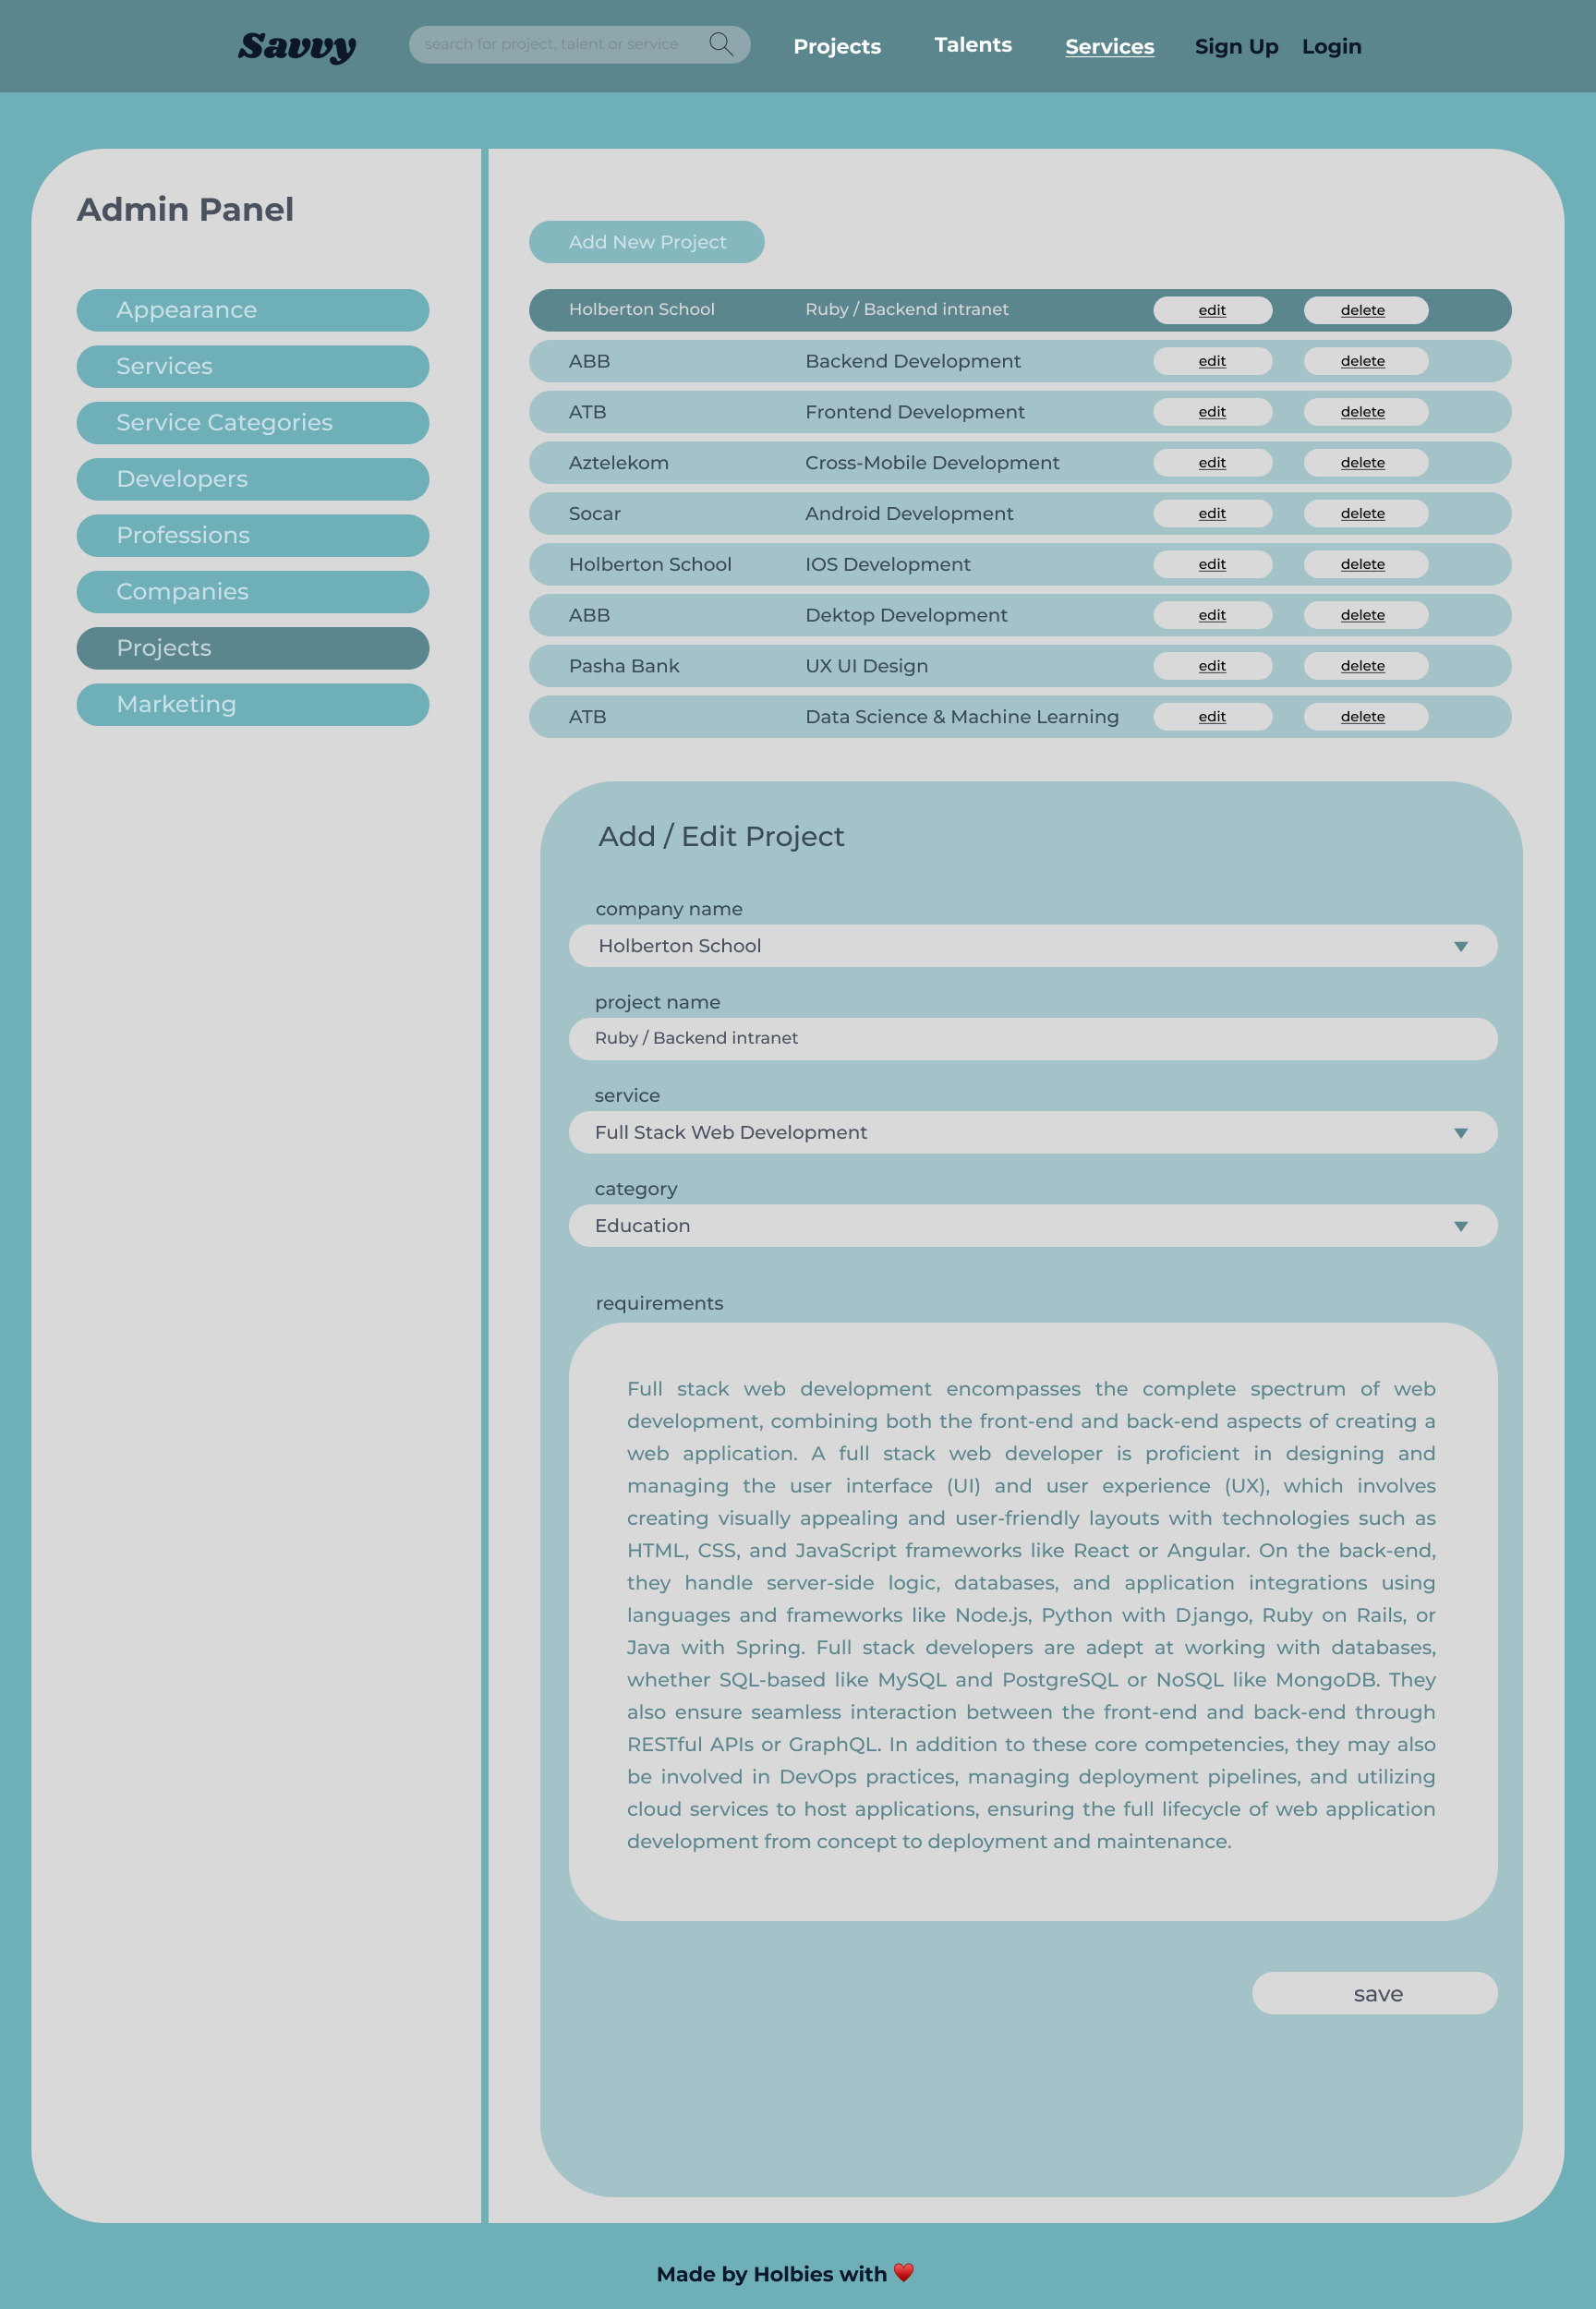 Savvy
search for project, talent or service
Projects
Talents
Services
Sign Up
Login
Admin Panel
Appearance
Services
Service Categories
Developers
Professions
Companies
Projects
Marketing
Add New Project
Holberton School Ruby / Backend intranet edit delete
ABB Backend Development edit delete
ATB Frontend Development edit delete
Aztelekom Cross-Mobile Development edit delete
Socar Android Development edit delete
Holberton School IOS Development edit delete
ABB Dektop Development edit delete
Pasha Bank UX UI Design edit delete
ATB Data Science & Machine Learning edit delete
Add / Edit Project
company name
Holberton School
project name
Ruby / Backend intranet
service
Full Stack Web Development
category
Education
requirements
Full stack web development encompasses the complete spectrum of web
development, combining both the front-end and back-end aspects of creating a
web application. A full stack web developer is proficient in designing and
managing the user interface (UI) and user experience (UX), which involves
creating visually appealing and user-friendly layouts with technologies such as
HTML, CSS, and JavaScript frameworks like React or Angular. On the back-end,
they handle server-side logic, databases, and application integrations using
languages and frameworks like Node.js, Python with Django, Ruby on Rails, or
Java with Spring. Full stack developers are adept at working with databases,
whether SQL-based like MySQL and PostgreSQL or NoSQL like MongoDB. They
also ensure seamless interaction between the front-end and back-end through
RESTful APIs or GraphQL. In addition to these core competencies, they may also
be involved in DevOps practices, managing deployment pipelines, and utilizing
cloud services to host applications, ensuring the full lifecycle of web application
development from concept to deployment and maintenance.
save
Made by Holbies with ♥️